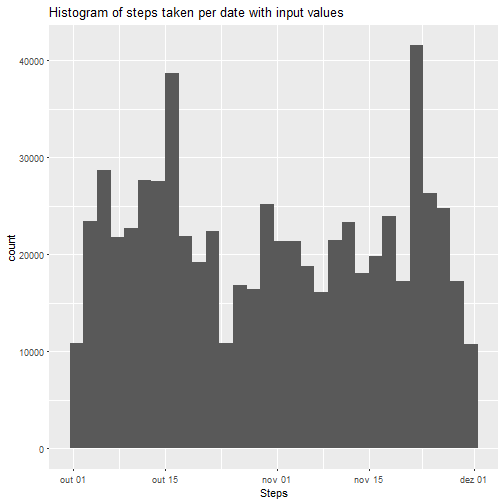 Histogram of steps taken per date with input values
count
40000
30000
20000
10000
0
out 01
out 15
nov 01
nov 15
dez 01
Steps